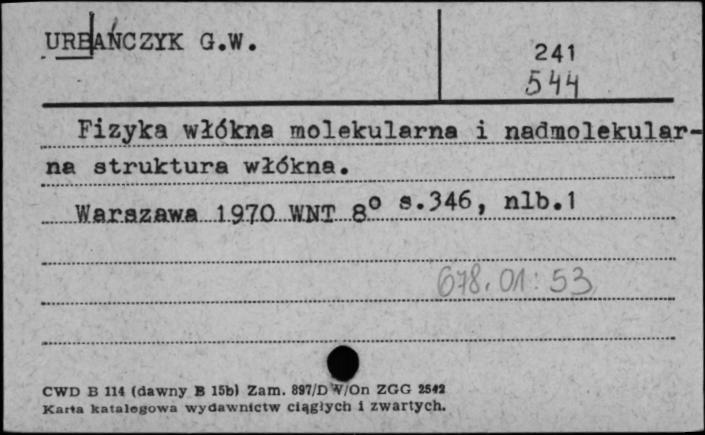 URBAŃCZYK G.W.
241
544
Fizyka włókna molekularna i nadmolekular-
na struktura włókna.
Warszawa 1970 WNT 8° s.346, nlb.1
678.01:53
CWD B 114 (dawny B 15b) Zam. 897/D W/On ZGG 2542
Karta katalogowa wydawnictw ciągłych i zwartych.